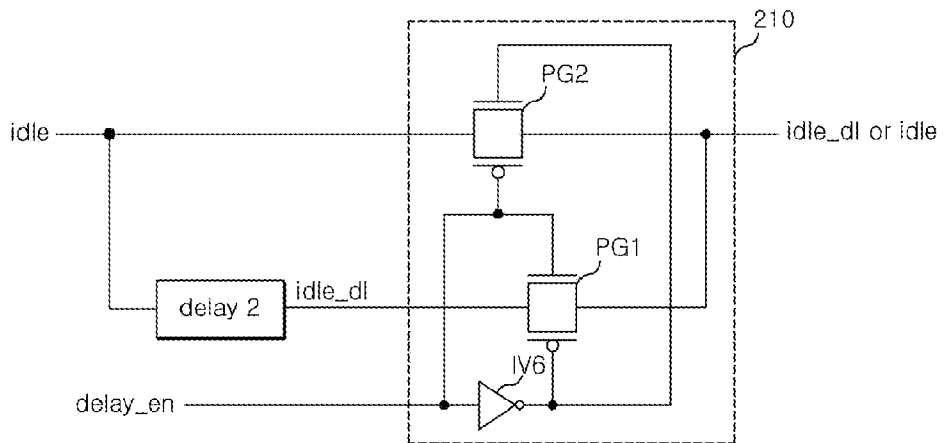 210
PG2
idle
idle_dl or idle
PG1
idle_dl
delay 2
IV6
delay_en